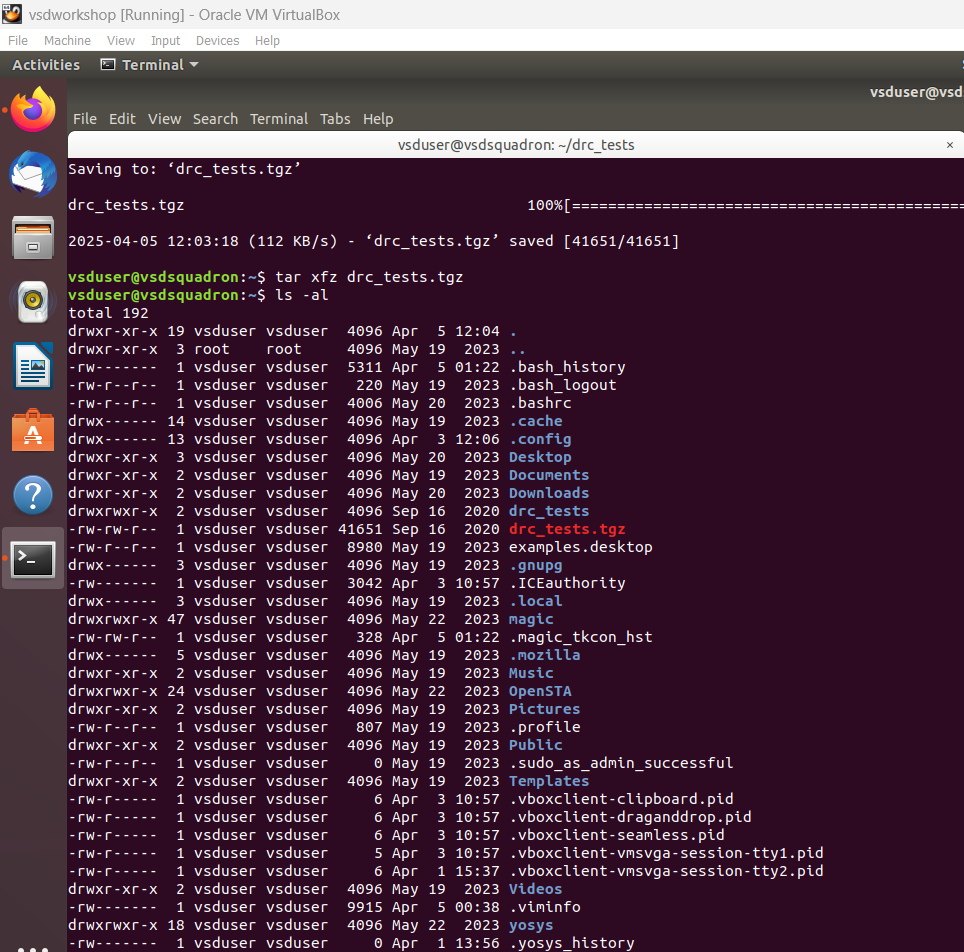 vsdworkshop [Running] - Oracle VM VirtualBox
File Machine View Input Devices Help
Activities Terminal
vsduser@vsd
File Edit View Search Terminal Tabs Help
vsduser@vsdsquadron: ~/drc_tests ×
Saving to: ‘drc_tests.tgz’
drc_tests.tgz 100%[============================================
2025-04-05 12:03:18 (112 KB/s) - ‘drc_tests.tgz’ saved [41651/41651]
vsduser@vsdsquadron:~$ tar xfz drc_tests.tgz
vsduser@vsdsquadron:~$ ls -al
total 192
drwxr-xr-x 19 vsduser vsduser 4096 Apr 5 12:04 .
drwxr-xr-x 3 root root 4096 May 19 2023 ..
-rw------- 1 vsduser vsduser 5311 Apr 5 01:22 .bash_history
-rw-r--r-- 1 vsduser vsduser 220 May 19 2023 .bash_logout
-rw-r--r-- 1 vsduser vsduser 4006 May 20 2023 .bashrc
drwx------ 14 vsduser vsduser 4096 May 19 2023 .cache
drwx------ 13 vsduser vsduser 4096 Apr 3 12:06 .config
drwxr-xr-x 3 vsduser vsduser 4096 May 20 2023 Desktop
drwxr-xr-x 2 vsduser vsduser 4096 May 19 2023 Documents
drwxr-xr-x 2 vsduser vsduser 4096 May 20 2023 Downloads
drwxrwxr-x 2 vsduser vsduser 4096 Sep 16 2020 drc_tests
-rw-rw-r-- 1 vsduser vsduser 41651 Sep 16 2020 drc_tests.tgz
-rw-r--r-- 1 vsduser vsduser 8980 May 19 2023 examples.desktop
drwx------ 3 vsduser vsduser 4096 May 19 2023 .gnupg
-rw------- 1 vsduser vsduser 3042 Apr 3 10:57 .ICEauthority
drwx------ 3 vsduser vsduser 4096 May 19 2023 .local
drwxrwxr-x 47 vsduser vsduser 4096 May 22 2023 magic
-rw-rw-r-- 1 vsduser vsduser 328 Apr 5 01:22 .magic_tkcon_hst
drwx------ 5 vsduser vsduser 4096 May 19 2023 .mozilla
drwxr-xr-x 2 vsduser vsduser 4096 May 19 2023 Music
drwxrwxr-x 24 vsduser vsduser 4096 May 22 2023 OpenSTA
drwxr-xr-x 2 vsduser vsduser 4096 May 19 2023 Pictures
-rw-r--r-- 1 vsduser vsduser 807 May 19 2023 .profile
drwxr-xr-x 2 vsduser vsduser 4096 May 19 2023 Public
-rw-r--r-- 1 vsduser vsduser 0 May 19 2023 .sudo_as_admin_successful
drwxr-xr-x 2 vsduser vsduser 4096 May 19 2023 Templates
-rw-r----- 1 vsduser vsduser 6 Apr 3 10:57 .vboxclient-clipboard.pid
-rw-r----- 1 vsduser vsduser 6 Apr 3 10:57 .vboxclient-draganddrop.pid
-rw-r----- 1 vsduser vsduser 6 Apr 3 10:57 .vboxclient-seamless.pid
-rw-r----- 1 vsduser vsduser 5 Apr 3 10:57 .vboxclient-vmsvga-session-tty1.pid
-rw-r----- 1 vsduser vsduser 6 Apr 1 15:37 .vboxclient-vmsvga-session-tty2.pid
drwxr-xr-x 2 vsduser vsduser 4096 May 19 2023 Videos
-rw------- 1 vsduser vsduser 9915 Apr 5 00:38 .viminfo
drwxrwxr-x 18 vsduser vsduser 4096 May 22 2023 yosys
-rw------- 1 vsduser vsduser 0 Apr 1 13:56 .yosys_history